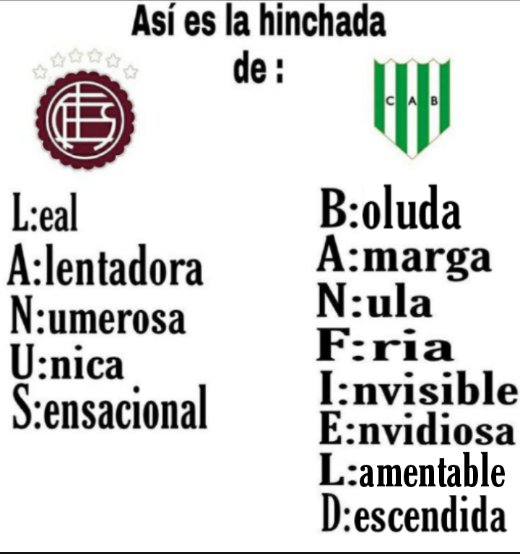 Así es la hinchada
de :
C A B
L:eal
A:lentadora
N:umerosa
U:nica
S:ensacional
B:oluda
A:marga
N:ula
F:ria
I:nvisible
E:nvidiosa
L:amentable
D:escendida